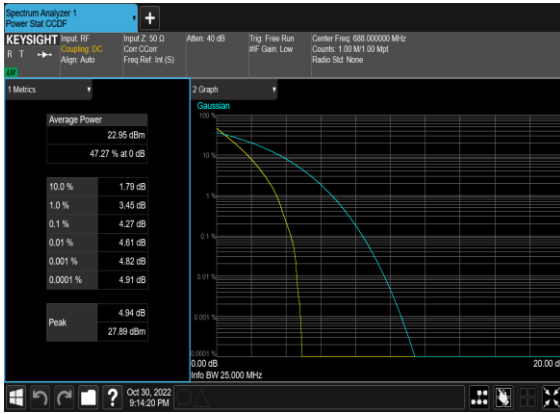 Spectrum Analyzer 1
Power Stat CCDF
+
KEYSIGHT
R T
LXI
Input: RF
Coupling: DC
Align: Auto
Input Z: 50 Ω
Corr CCorr
Freq Ref: Int (S)
Atten: 40 dB
Trig: Free Run
#IF Gain: Low
Center Freq: 688.000000 MHz
Counts: 1.00 M/1.00 Mpt
Radio Std: None
1 Metrics
Average Power
22.95 dBm
47.27 % at 0 dB
10.0 % 1.79 dB
1.0 % 3.45 dB
0.1 % 4.27 dB
0.01 % 4.61 dB
0.001 % 4.82 dB
0.0001 % 4.91 dB
Peak
4.94 dB
27.89 dBm
2 Graph
Gaussian
100 %
10 %
1 %
0.1 %
0.01 %
0.001 %
0.0001 %
0.00 dB
20.00 d
Info BW 25.000 MHz
?
Oct 30, 2022
9:14:20 PM